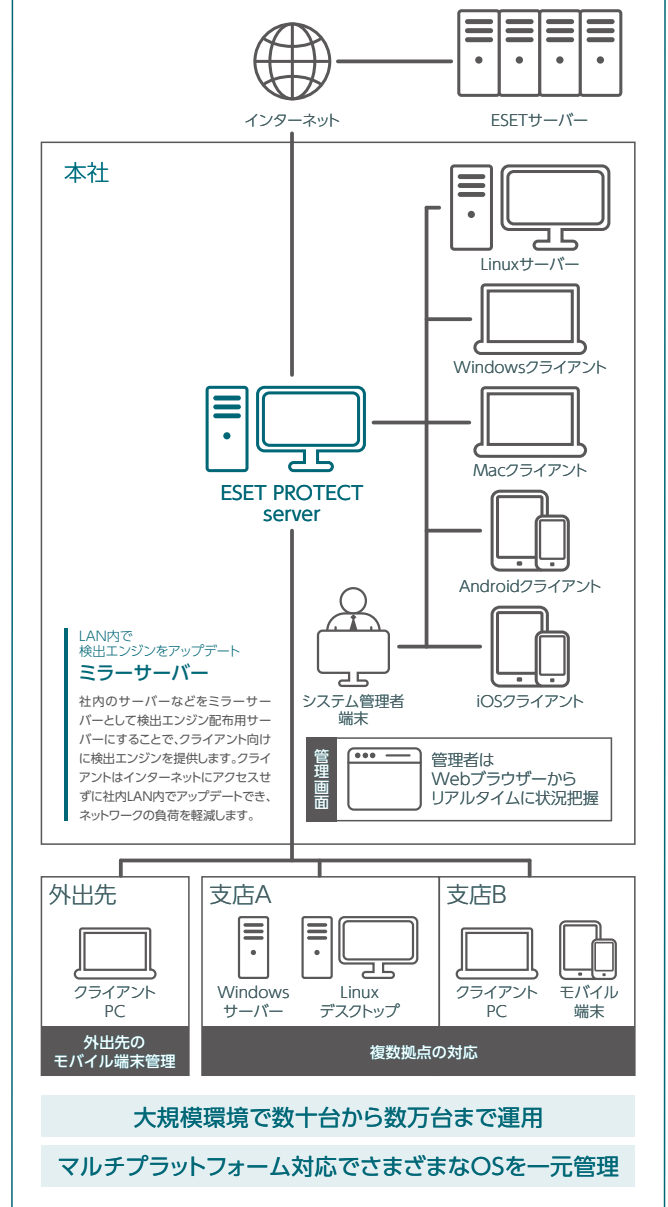 インターネット
ESETサーバー
本社
Linuxサーバー
Windowsクライアント
Macクライアント
ESET PROTECT
server
Androidクライアント
LAN内で
検出エンジンをアップデート
ミラーサーバー
社内のサーバーなどをミラーサー
バーとして検出エンジン配布用サー
バーにすることで、クライアント向け
に検出エンジンを提供します。クライ
アントはインターネットにアクセスせ
ずに社内LAN内でアップデートでき、
ネットワークの負荷を軽減します。
システム管理者
端末
iOSクライアント
管理画面
管理者は
Webブラウザーから
リアルタイムに状況把握
外出先
クライアント
PC
外出先の
モバイル端末管理
支店A
Windows
サーバー
Linux
デスクトップ
支店B
クライアント
PC
モバイル
端末
複数拠点の対応
大規模環境で数十台から数万台まで運用
マルチプラットフォーム対応でさまざまなOSを一元管理